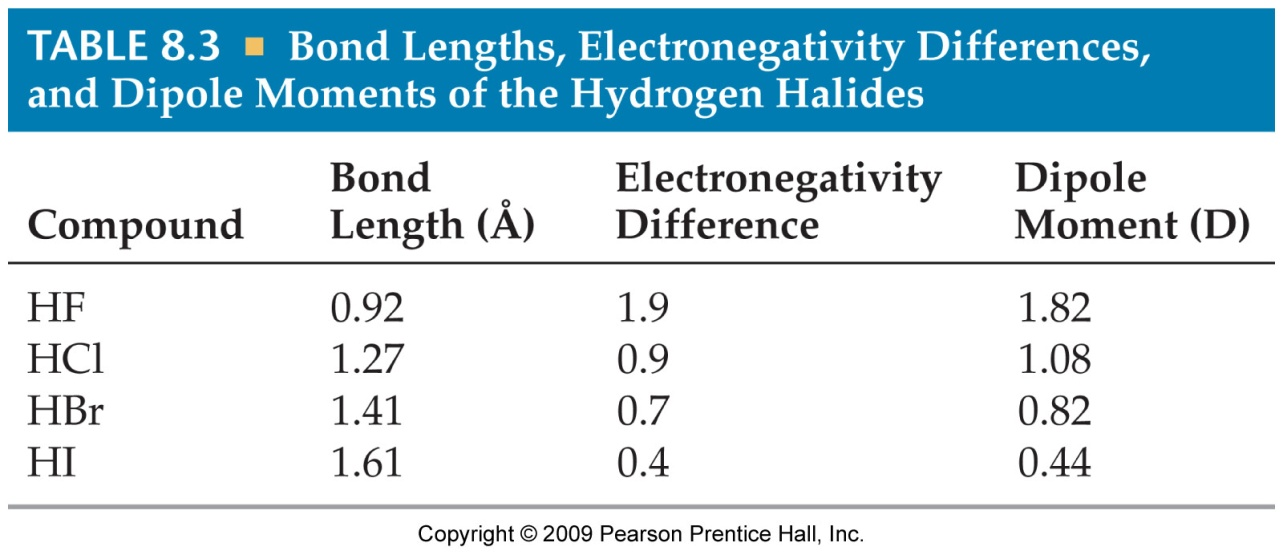 TABLE 8.3 ■ Bond Lengths, Electronegativity Differences,
and Dipole Moments of the Hydrogen Halides
Compound Bond Length (Å) Electronegativity Difference Dipole Moment (D)
HF 0.92 1.9 1.82
HCl 1.27 0.9 1.08
HBr 1.41 0.7 0.82
HI 1.61 0.4 0.44
Copyright © 2009 Pearson Prentice Hall, Inc.